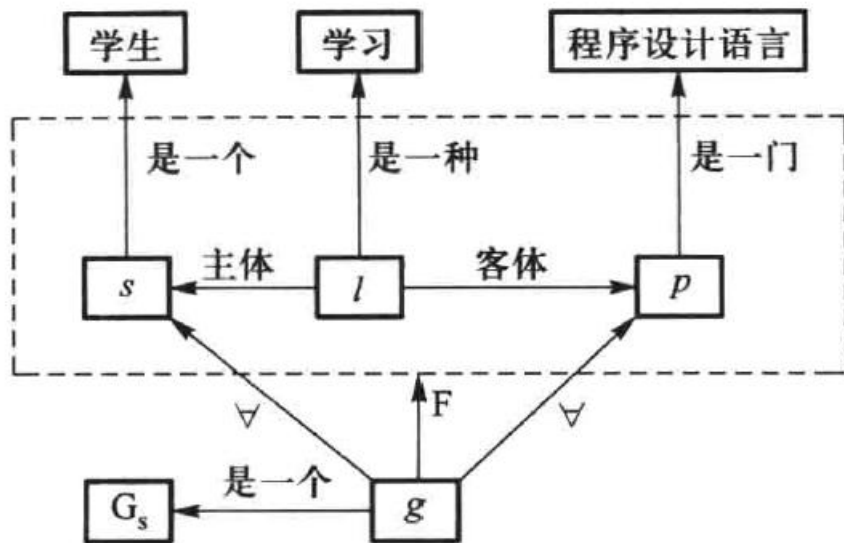 学生 学习 程序设计语言
是一个 是一种 是一门
主体 客体
s l p
∀ F ∀
是一个
Gs g